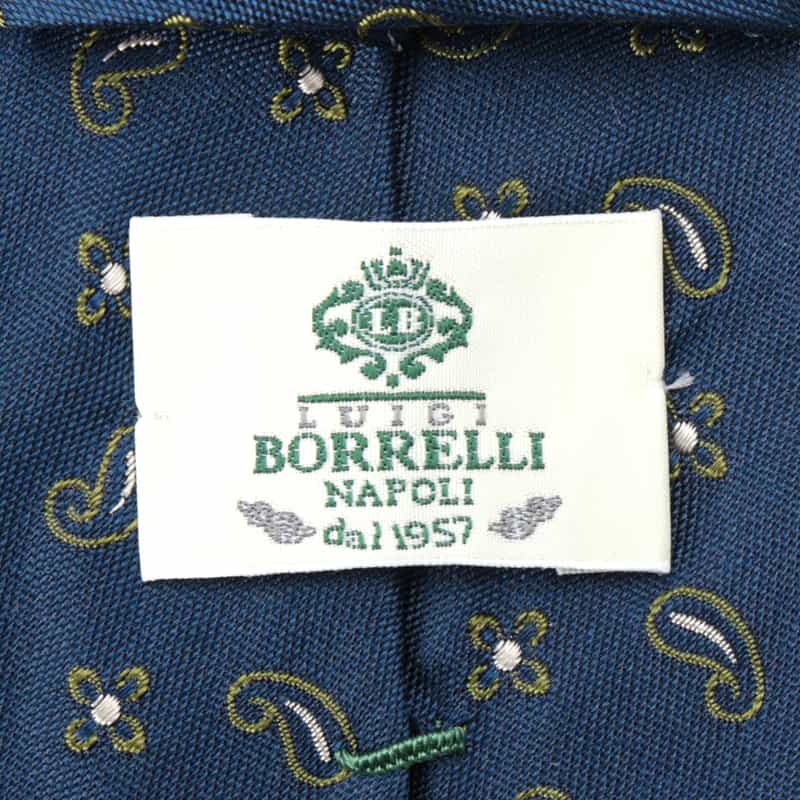 LB
LUIGI
BORRELLI
NAPOLI
dal 1957